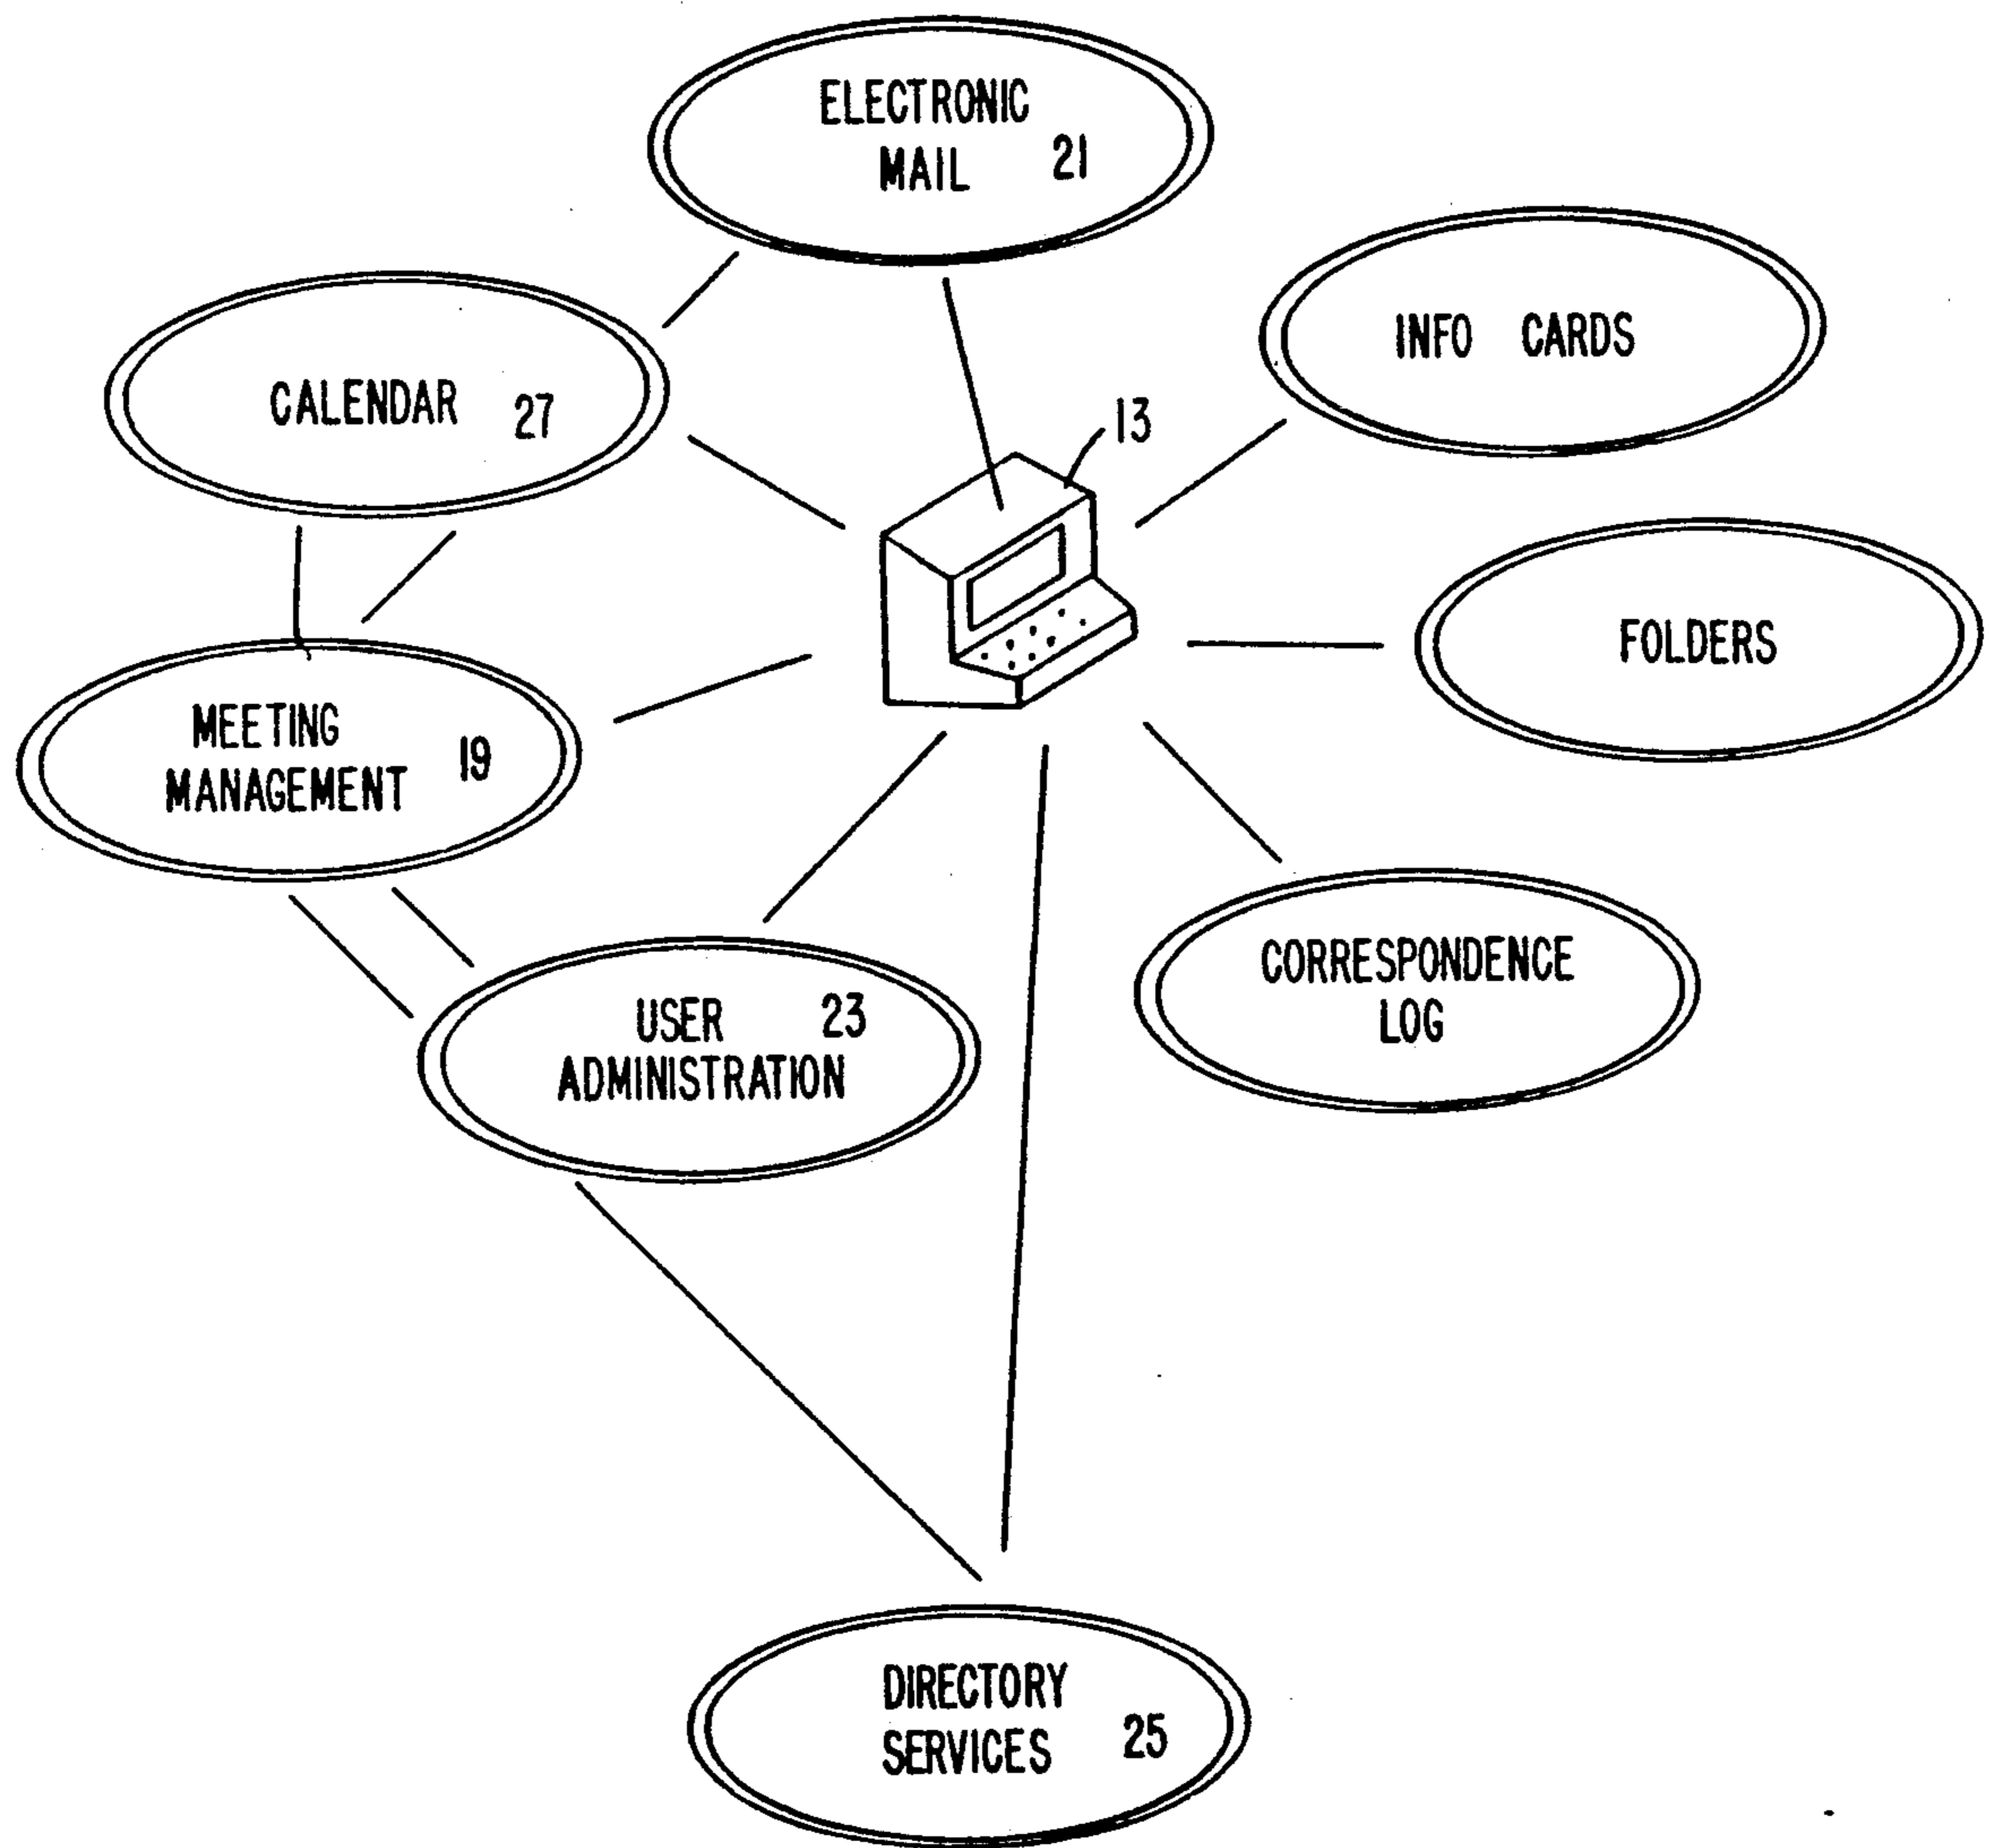 ELECTRONIC
MAIL 21
INFO CARDS
CALENDAR 27
13
FOLDERS
MEETING
MANAGEMENT 19
CORRESPONDENCE
LOG
USER 23
ADMINISTRATION
DIRECTORY
SERVICES 25